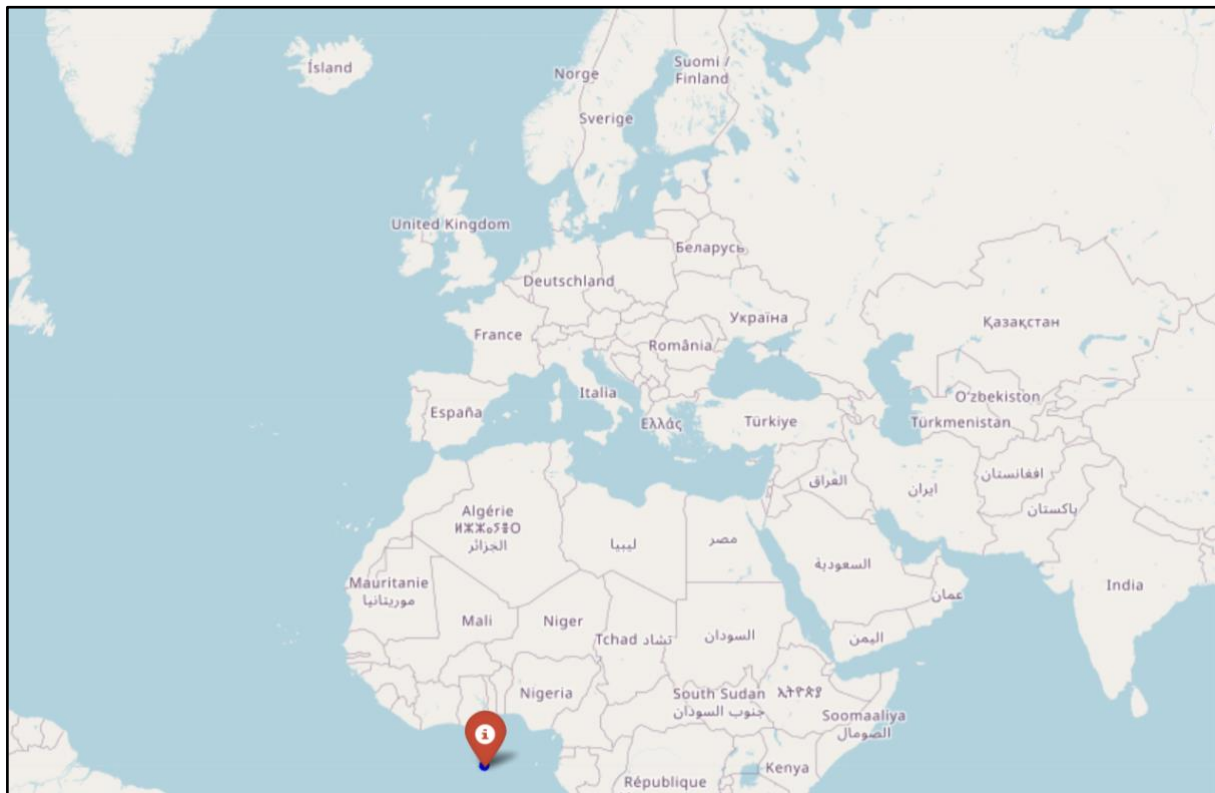 Ísland
Norge
Suomi /
Finland
Sverige
United Kingdom
Беларусь
Deutschland
Україна
France
România
Қазақстан
Italia
España
Ελλάς
Türkiye
O'zbekiston
Türkmenistan
افغانستان
العراق
ایران
پاکستان
Algérie
ⵍⵣⵣⴰⵢⴻⵔ
الجزائر
ليبيا
مصر
السعودية
India
Mauritanie
موريتانيا
عمان
Mali
Niger
Tchad تشاد
السودان
اليمن
Nigeria
South Sudan
جنوب السودان
ኢትዮጵያ
Soomaaliya
الصومال
Kenya
République